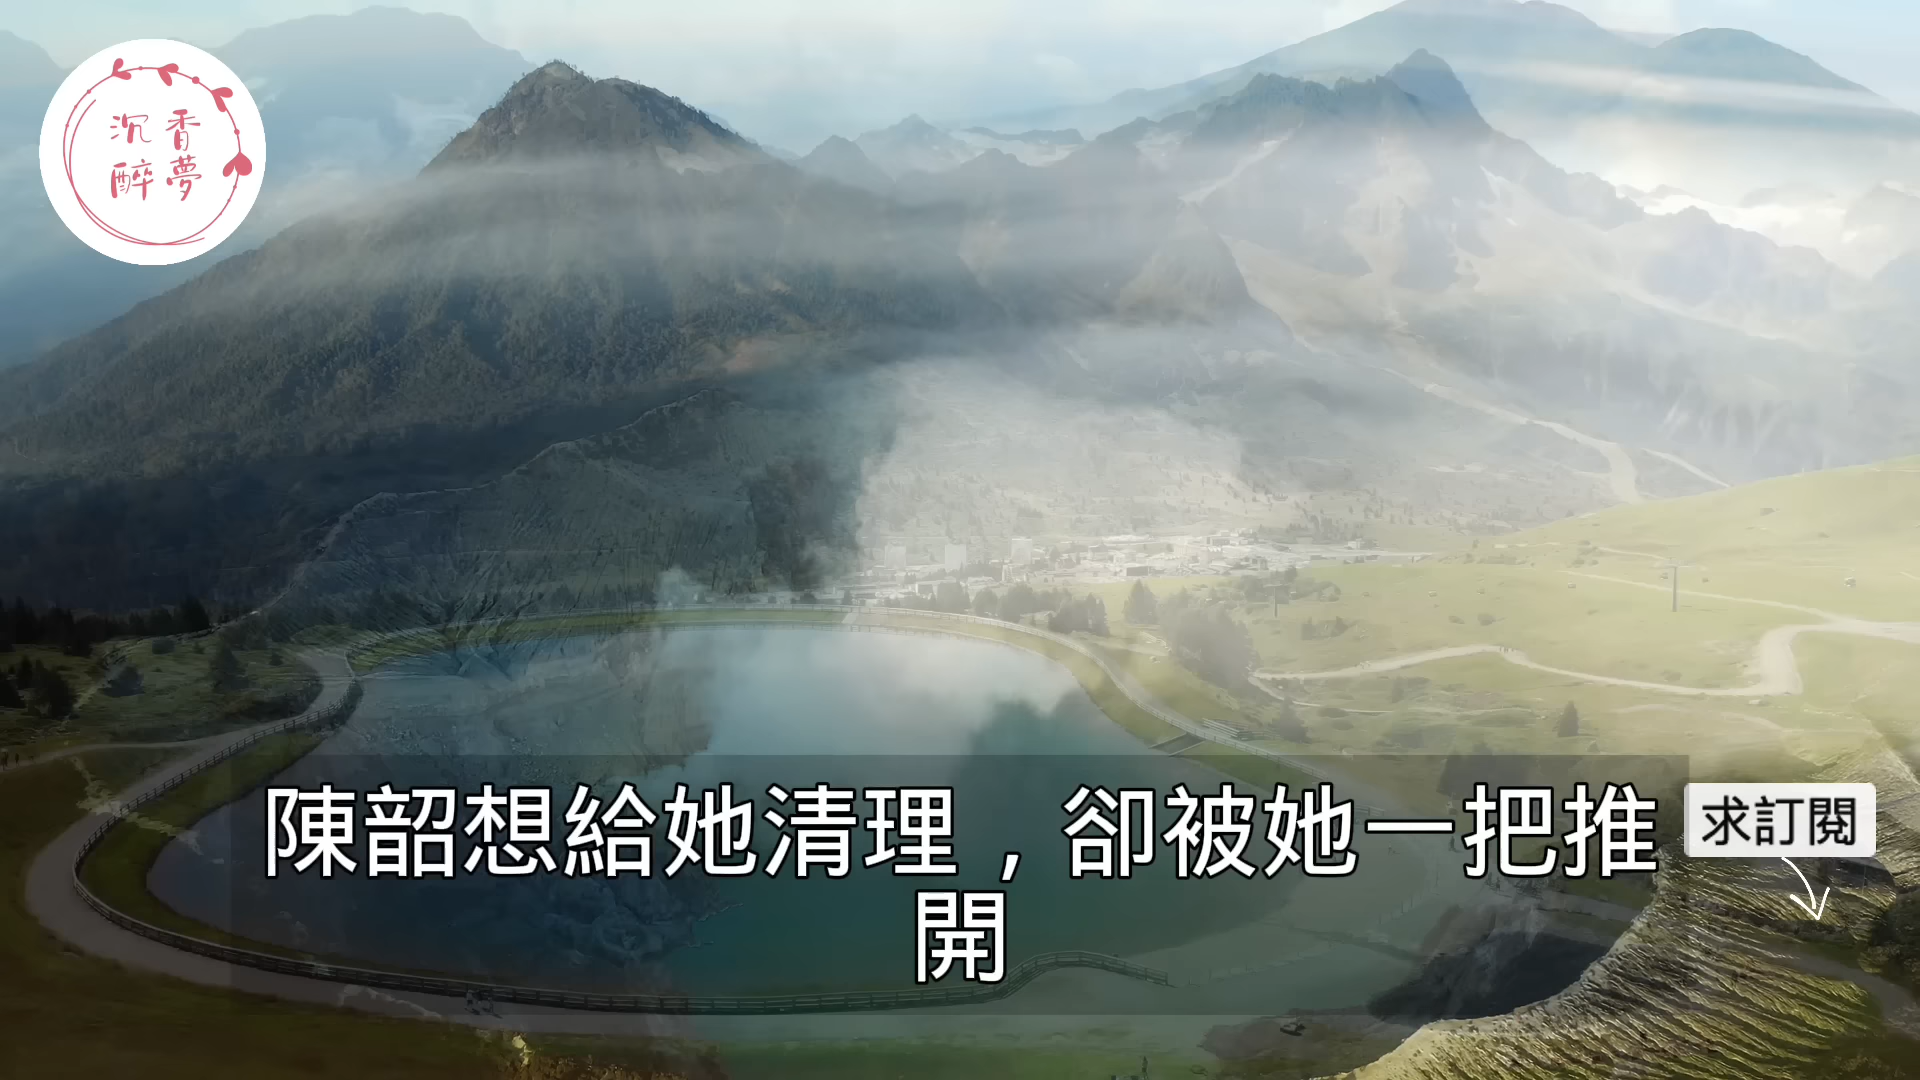 沉香
醉夢
陳韶想給她清理，卻被她一把推
開
求訂閱